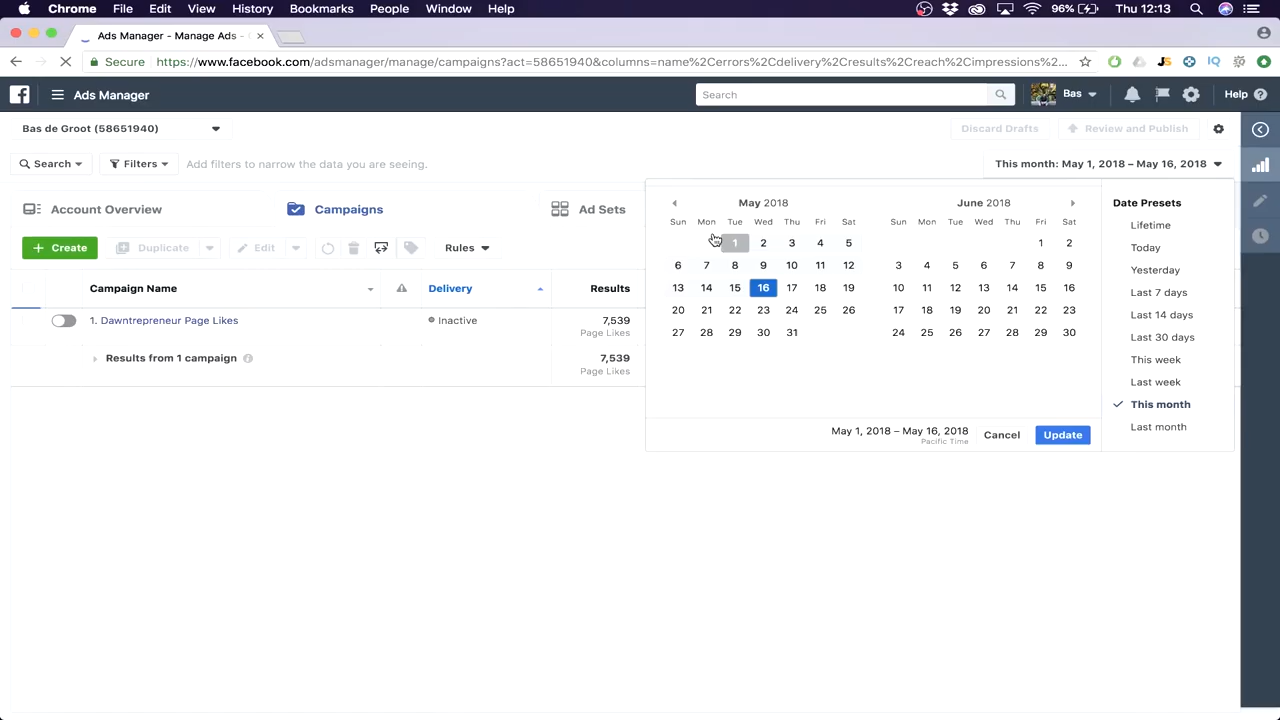 Chrome File Edit View History Bookmarks People Window Help 96% Thu 12:13
Ads Manager - Manage Ads -
Secure https://www.facebook.com/adsmanager/manage/campaigns?act=58651940&columns=name%2Cerrors%2Cdelivery%2Cresults%2Creach%2Cimpressions%2...
Ads Manager Search Bas Help
Bas de Groot (58651940) Discard Drafts Review and Publish
Search Filters Add filters to narrow the data you are seeing. This month: May 1, 2018 – May 16, 2018
Account Overview Campaigns Ad Sets
+ Create Duplicate Edit Rules
Campaign Name Delivery Results
1. Dawntrepreneur Page Likes Inactive 7,539
Page Likes
Results from 1 campaign 7,539
Page Likes
May 2018 June 2018
Sun Mon Tue Wed Thu Fri Sat Sun Mon Tue Wed Thu Fri Sat
1 2 3 4 5 1 2
6 7 8 9 10 11 12 3 4 5 6 7 8 9
13 14 15 16 17 18 19 10 11 12 13 14 15 16
20 21 22 23 24 25 26 17 18 19 20 21 22 23
27 28 29 30 31 24 25 26 27 28 29 30
May 1, 2018 – May 16, 2018 Cancel Update
Pacific Time
Date Presets
Lifetime
Today
Yesterday
Last 7 days
Last 14 days
Last 30 days
This week
Last week
This month
Last month